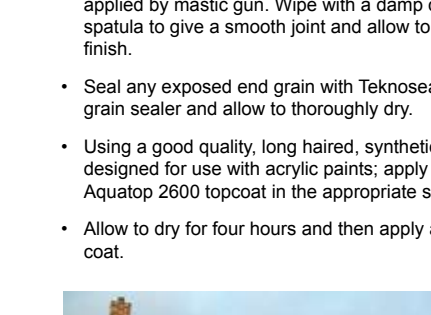 applied by mastic gun. Wipe with a damp
spatula to give a smooth joint and allow to
finish.
• Seal any exposed end grain with
grain sealer and allow to thoroughly dry.
• Using a good quality, long haired,
designed for use with acrylic paints; apply
Aquatop 2600 topcoat in the appropriate
• Allow to dry for four hours and then apply
coat.